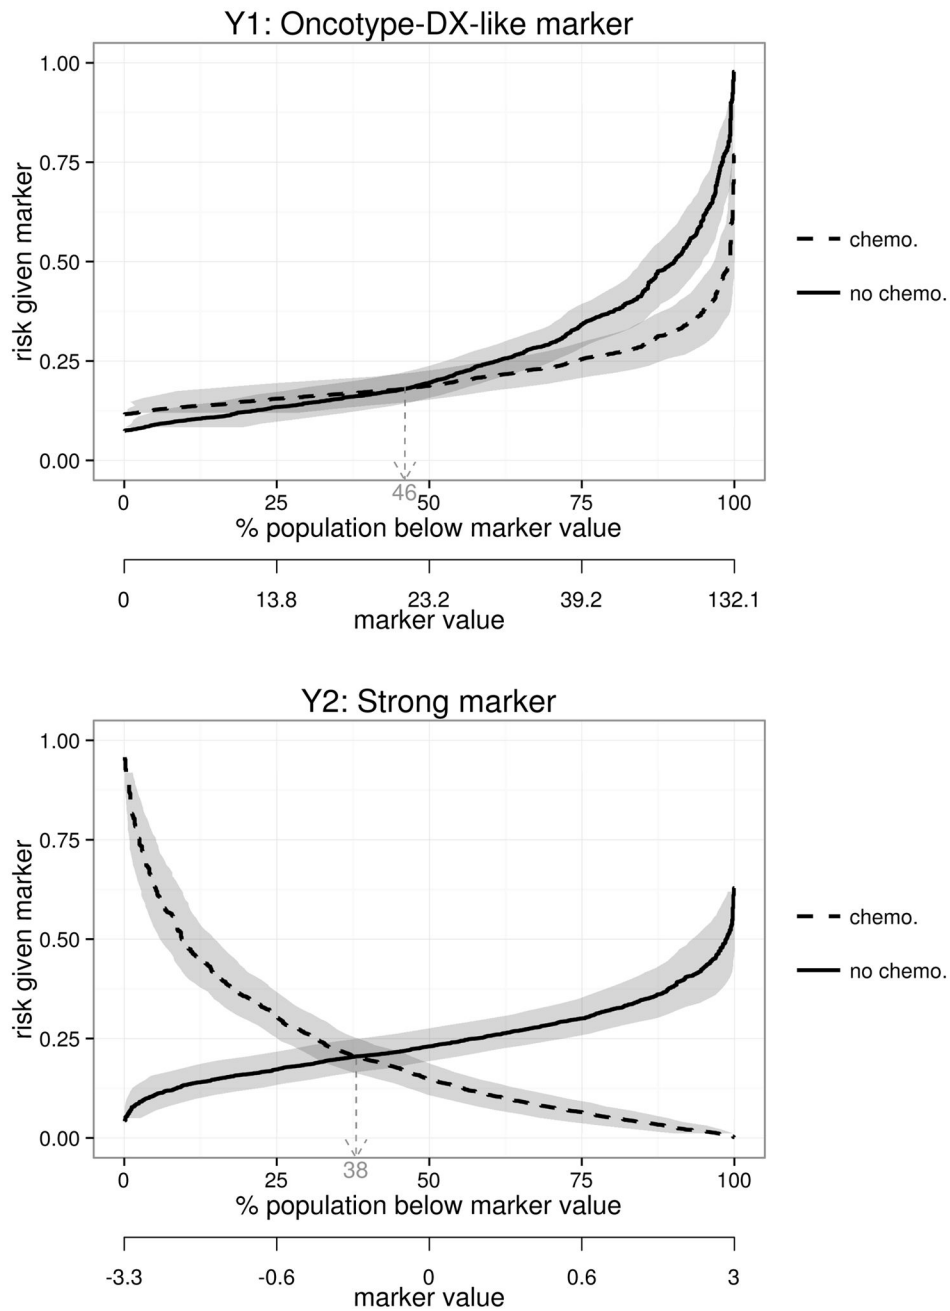 Y1: Oncotype-DX-like marker
1.00
0.75
0.50
0.25
0.00
risk given marker
chemo.
no chemo.
46
0 25 50 75 100
% population below marker value
0 13.8 23.2 39.2 132.1
marker value
Y2: Strong marker
1.00
0.75
0.50
0.25
0.00
risk given marker
chemo.
no chemo.
38
0 25 50 75 100
% population below marker value
-3.3 -0.6 0 0.6 3
marker value